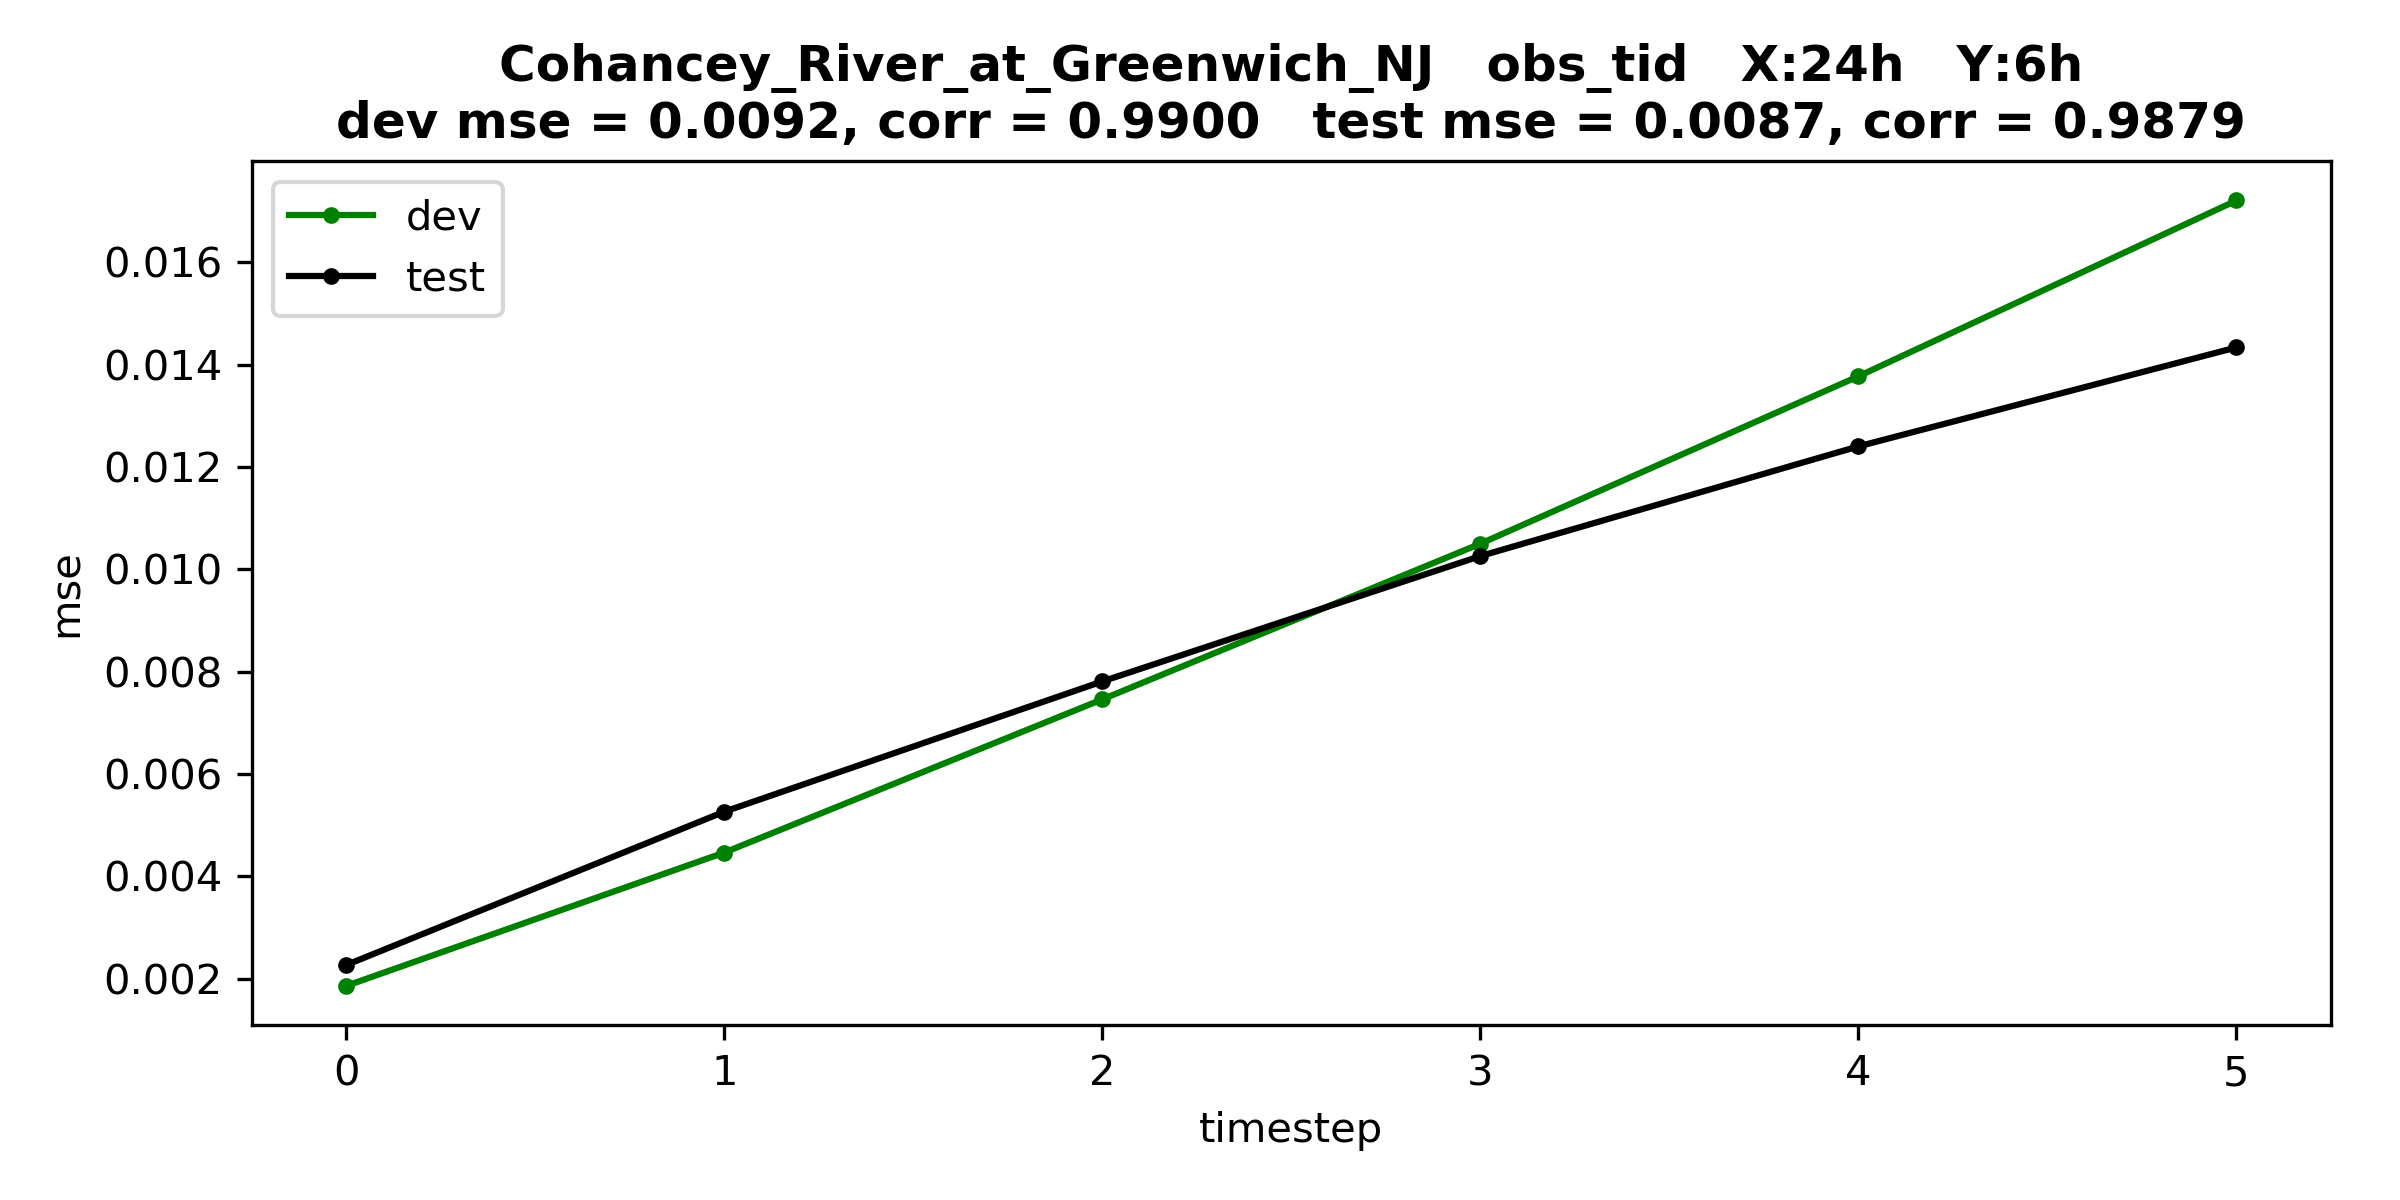 Cohancey_River_at_Greenwich_NJ   obs_tid   X:24h   Y:6h
dev mse = 0.0092, corr = 0.9900   test mse = 0.0087, corr = 0.9879
dev
test
0.016
0.014
0.012
0.010
0.008
0.006
0.004
0.002
mse
0 1 2 3 4 5
timestep